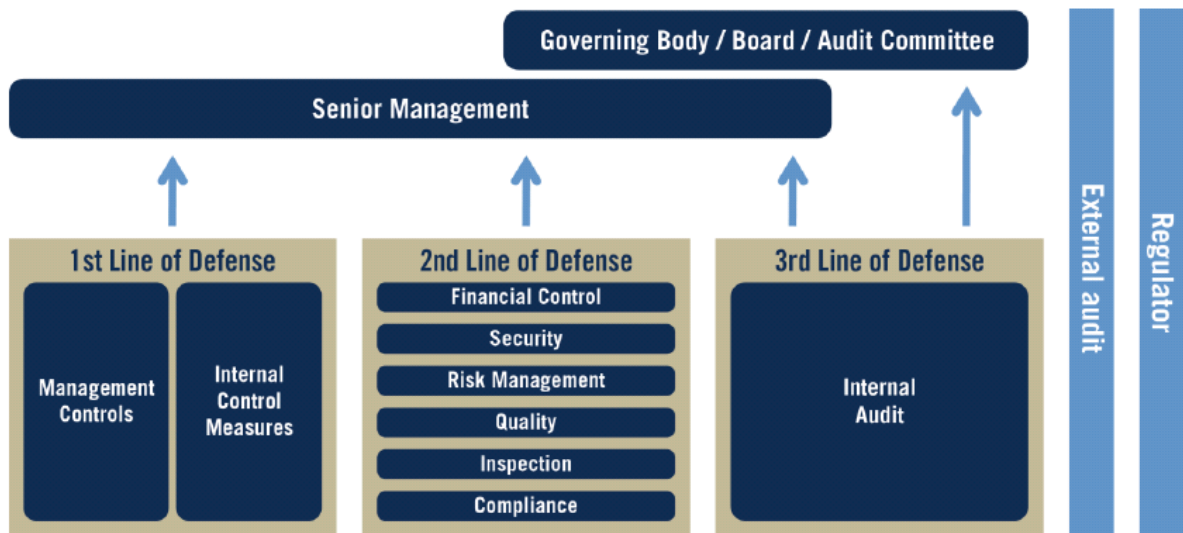 Governing Body / Board / Audit Committee
Senior Management
1st Line of Defense
Management
Controls
Internal
Control
Measures
2nd Line of Defense
Financial Control
Security
Risk Management
Quality
Inspection
Compliance
3rd Line of Defense
Internal
Audit
External audit
Regulator